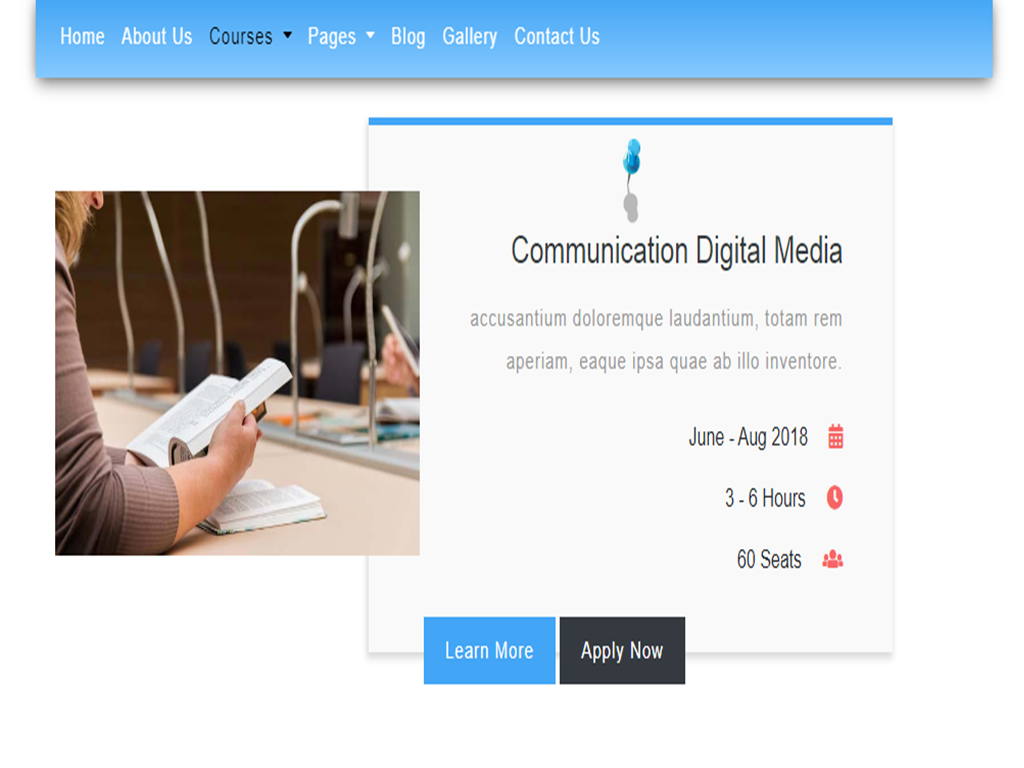 Home About Us Courses Pages Blog Gallery Contact Us
Communication Digital Media
accusantium doloremque laudantium, totam rem
aperiam, eaque ipsa quae ab illo inventore.
June - Aug 2018
3 - 6 Hours
60 Seats
Learn More Apply Now